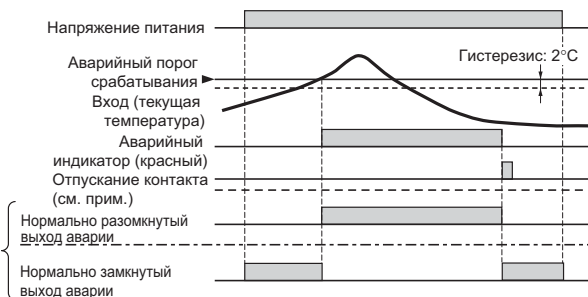 Напряжение питания
Гистерезис: 2°C
Аварийный порог
срабатывания
Вход (текущая
температура)
Аварийный
индикатор (красный)
Отпускание контакта
(см. прим.)
Нормально разомкнутый
выход аварии
Нормально замкнутый
выход аварии